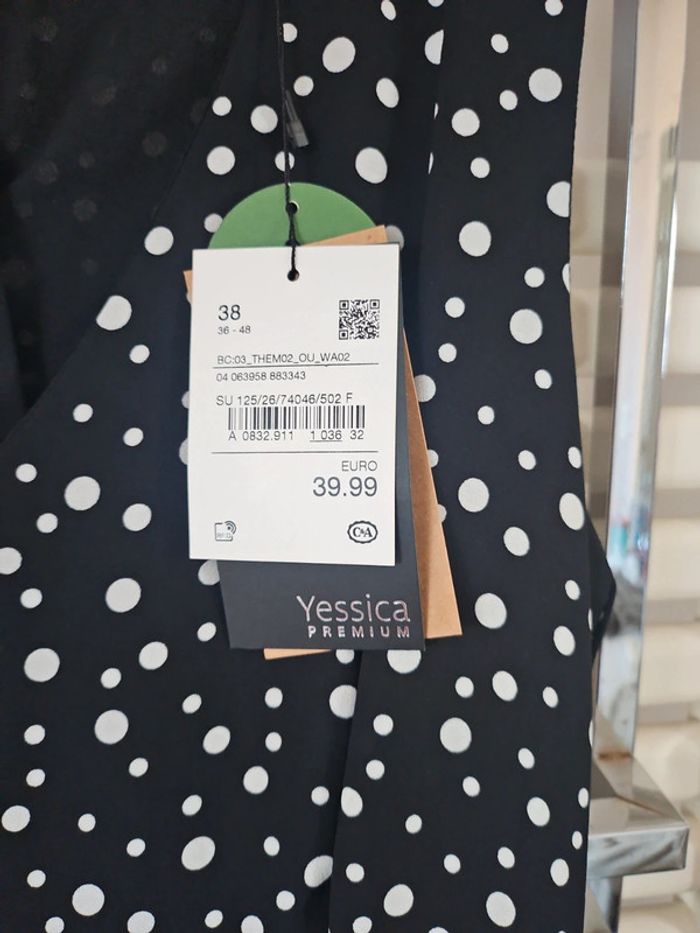 38
36 - 48
BC:03_THEM02_OU_WA02
04 063958 883343
SU 125/26/74046/502 F
A 0832.911 1 036 32
EURO
39.99
RFID
C&A
Yessica
PREMIUM